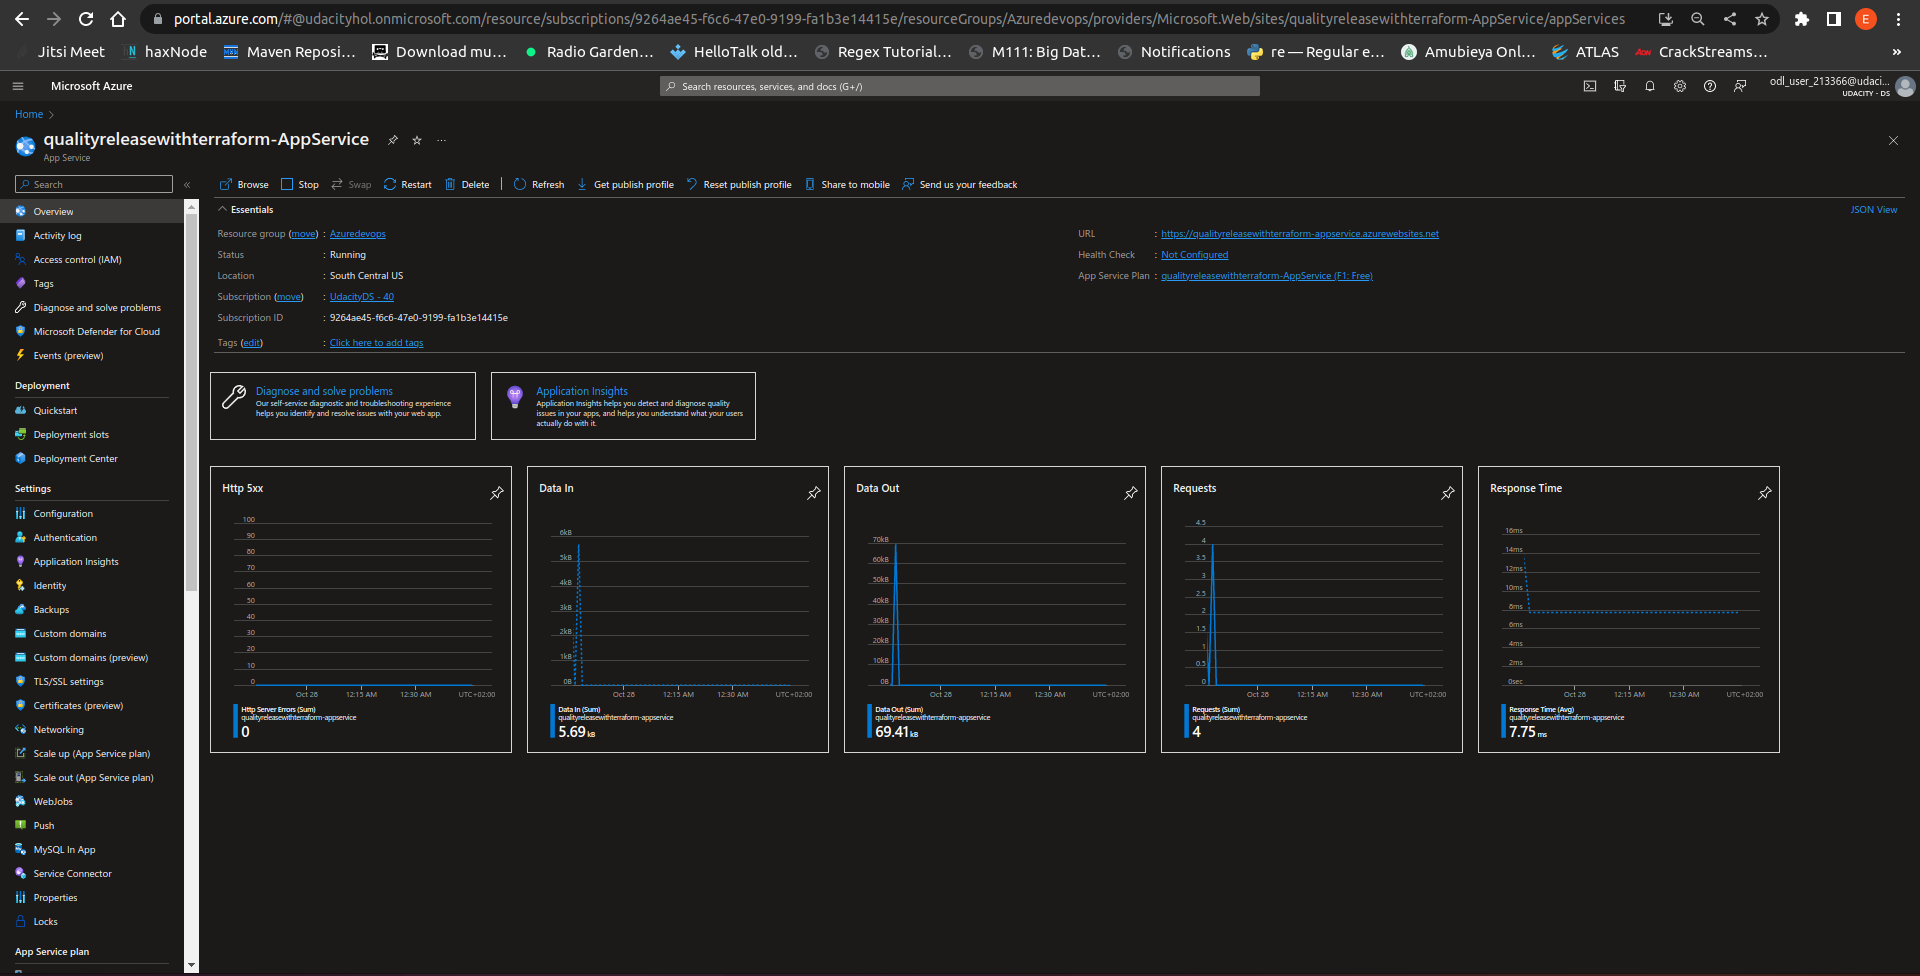 portal.azure.com/#@udacityhol.onmicrosoft.com/resource/subscriptions/9264ae45-f6c6-47e0-9199-fa1b3e14415e/resourceGroups/Azuredevops/providers/Microsoft.Web/sites/qualityreleasewithterraform-AppService/appServices
E
Jitsi Meet haxNode Maven Reposi... Download mu... Radio Garden... HelloTalk old... Regex Tutorial... M111: Big Dat... Notifications re — Regular e... Amubieya Onl... ATLAS CrackStreams... »
Microsoft Azure
Search resources, services, and docs (G+/)
odl_user_213366@udaci...
UDACITY - DS
Home >
qualityreleasewithterraform-AppService ...
App Service
Search «
Browse Stop Swap Restart Delete Refresh Get publish profile Reset publish profile Share to mobile Send us your feedback
Overview
Activity log
Access control (IAM)
Tags
Diagnose and solve problems
Microsoft Defender for Cloud
Events (preview)
Deployment
Quickstart
Deployment slots
Deployment Center
Settings
Configuration
Authentication
Application Insights
Identity
Backups
Custom domains
Custom domains (preview)
TLS/SSL settings
Certificates (preview)
Networking
Scale up (App Service plan)
Scale out (App Service plan)
WebJobs
Push
MySQL In App
Service Connector
Properties
Locks
App Service plan
Essentials
JSON View
Resource group (move) : Azuredevops
Status : Running
Location : South Central US
Subscription (move) : UdacityDS - 40
Subscription ID : 9264ae45-f6c6-47e0-9199-fa1b3e14415e
Tags (edit) : Click here to add tags
URL : https://qualityreleasewithterraform-appservice.azurewebsites.net
Health Check : Not Configured
App Service Plan : qualityreleasewithterraform-AppService (F1: Free)
Diagnose and solve problems
Our self-service diagnostic and troubleshooting experience
helps you identify and resolve issues with your web app.
Application Insights
Application Insights helps you detect and diagnose quality
issues in your apps, and helps you understand what your users
actually do with it.
Http 5xx
100
90
80
70
60
50
40
30
20
10
0
Oct 28 12:15 AM 12:30 AM UTC+02:00
Http Server Errors (Sum)
qualityreleasewithterraform-appservice
0
Data In
6kB
5kB
4kB
3kB
2kB
1kB
0B
Oct 28 12:15 AM 12:30 AM UTC+02:00
Data In (Sum)
qualityreleasewithterraform-appservice
5.69 kB
Data Out
70kB
60kB
50kB
40kB
30kB
20kB
10kB
0B
Oct 28 12:15 AM 12:30 AM UTC+02:00
Data Out (Sum)
qualityreleasewithterraform-appservice
69.41 kB
Requests
4.5
4
3.5
3
2.5
2
1.5
1
0.5
0
Oct 28 12:15 AM 12:30 AM UTC+02:00
Requests (Sum)
qualityreleasewithterraform-appservice
4
Response Time
16ms
14ms
12ms
10ms
8ms
6ms
4ms
2ms
0sec
Oct 28 12:15 AM 12:30 AM UTC+02:00
Response Time (Avg)
qualityreleasewithterraform-appservice
7.75 ms